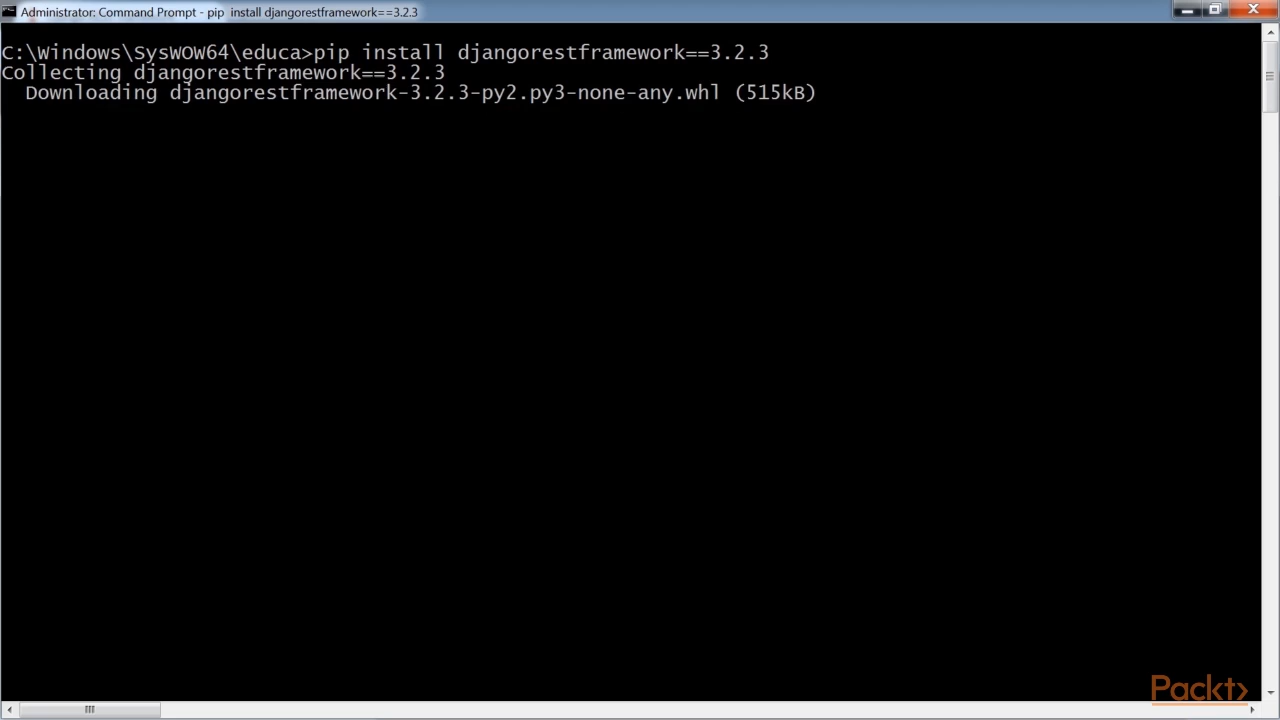 Administrator: Command Prompt - pip  install djangorestframework==3.2.3
C:\Windows\SysWOW64\educa>pip install djangorestframework==3.2.3
Collecting djangorestframework==3.2.3
  Downloading djangorestframework-3.2.3-py2.py3-none-any.whl (515kB)
Packt>